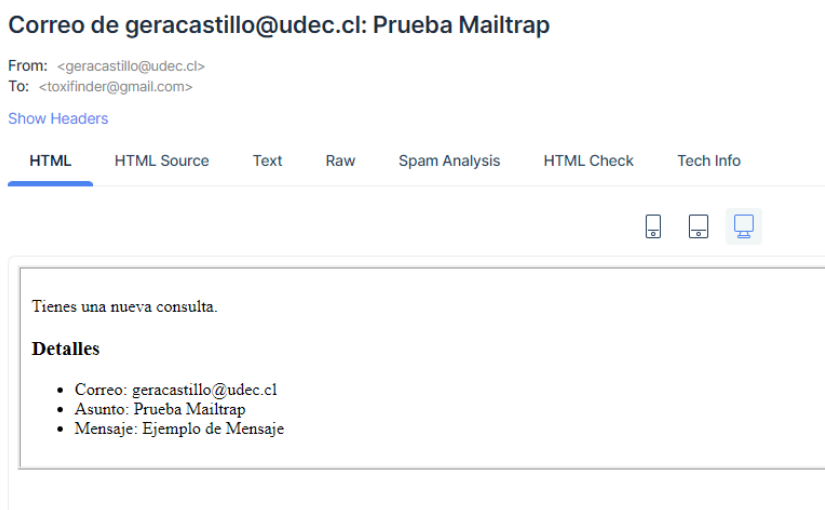 Correo de geracastillo@udec.cl: Prueba Mailtrap
From: <geracastillo@udec.cl>
To: <toxifinder@gmail.com>
Show Headers
HTML HTML Source Text Raw Spam Analysis HTML Check Tech Info
Tienes una nueva consulta.
Detalles
• Correo: geracastillo@udec.cl
• Asunto: Prueba Mailtrap
• Mensaje: Ejemplo de Mensaje